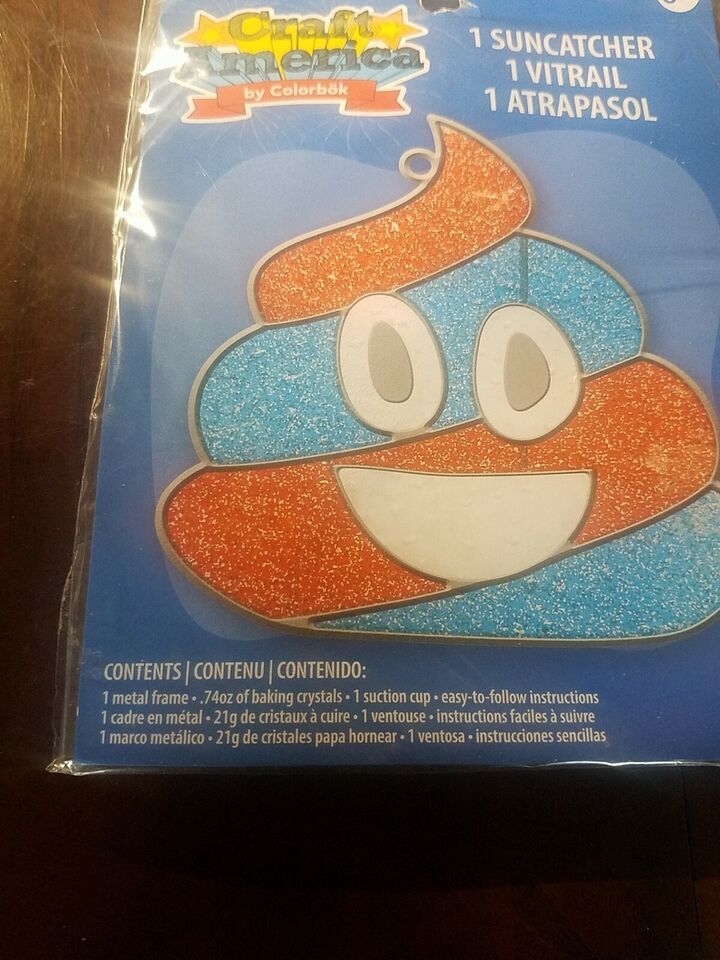 Craft
America
by Colorbök
1 SUNCATCHER
1 VITRAIL
1 ATRAPASOL
CONTENTS | CONTENU | CONTENIDO:
1 metal frame • .74oz of baking crystals • 1 suction cup • easy-to-follow instructions
1 cadre en métal • 21g de cristaux à cuire • 1 ventouse • instructions faciles à suivre
1 marco metálico • 21g de cristales papa hornear • 1 ventosa • instrucciones sencillas